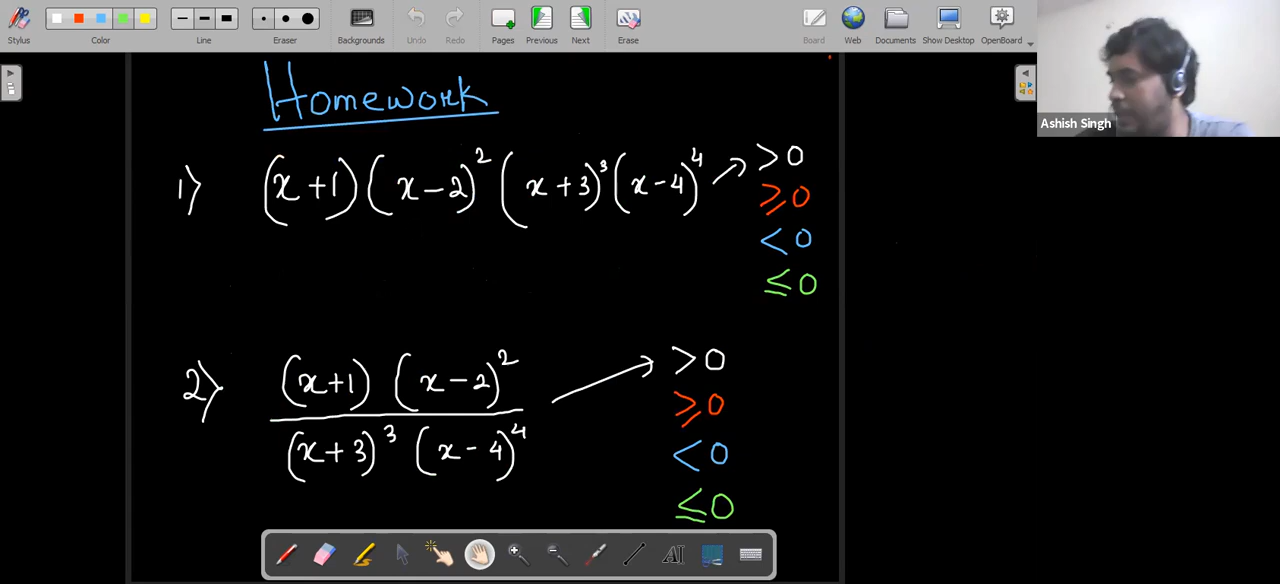 Stylus Color Line Eraser Backgrounds Undo Redo Pages Previous Next Erase Board Web Documents Show Desktop OpenBoard
Ashish Singh
Homework
1) (x+1)(x-2)²(x+3)³(x-4)⁴ → >0
≥0
<0
≤0
2) (x+1) (x-2)² → >0
(x+3)³ (x-4)⁴
≥0
<0
≤0
AI